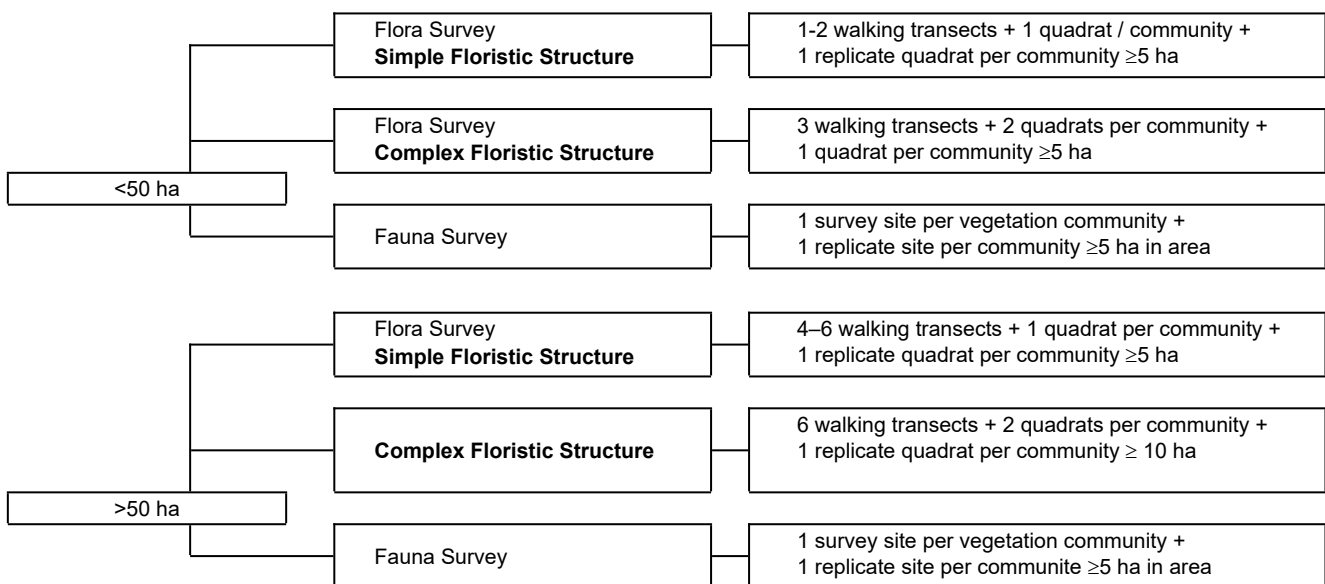 Flora Survey
Simple Floristic Structure
1-2 walking transects + 1 quadrat / community +
1 replicate quadrat per community ≥5 ha
Flora Survey
Complex Floristic Structure
3 walking transects + 2 quadrats per community +
1 quadrat per community ≥5 ha
<50 ha
Fauna Survey
1 survey site per vegetation community +
1 replicate site per community ≥5 ha in area
Flora Survey
Simple Floristic Structure
4–6 walking transects + 1 quadrat per community +
1 replicate quadrat per community ≥5 ha
Complex Floristic Structure
6 walking transects + 2 quadrats per community +
1 replicate quadrat per community ≥ 10 ha
>50 ha
Fauna Survey
1 survey site per vegetation community +
1 replicate site per communite ≥5 ha in area